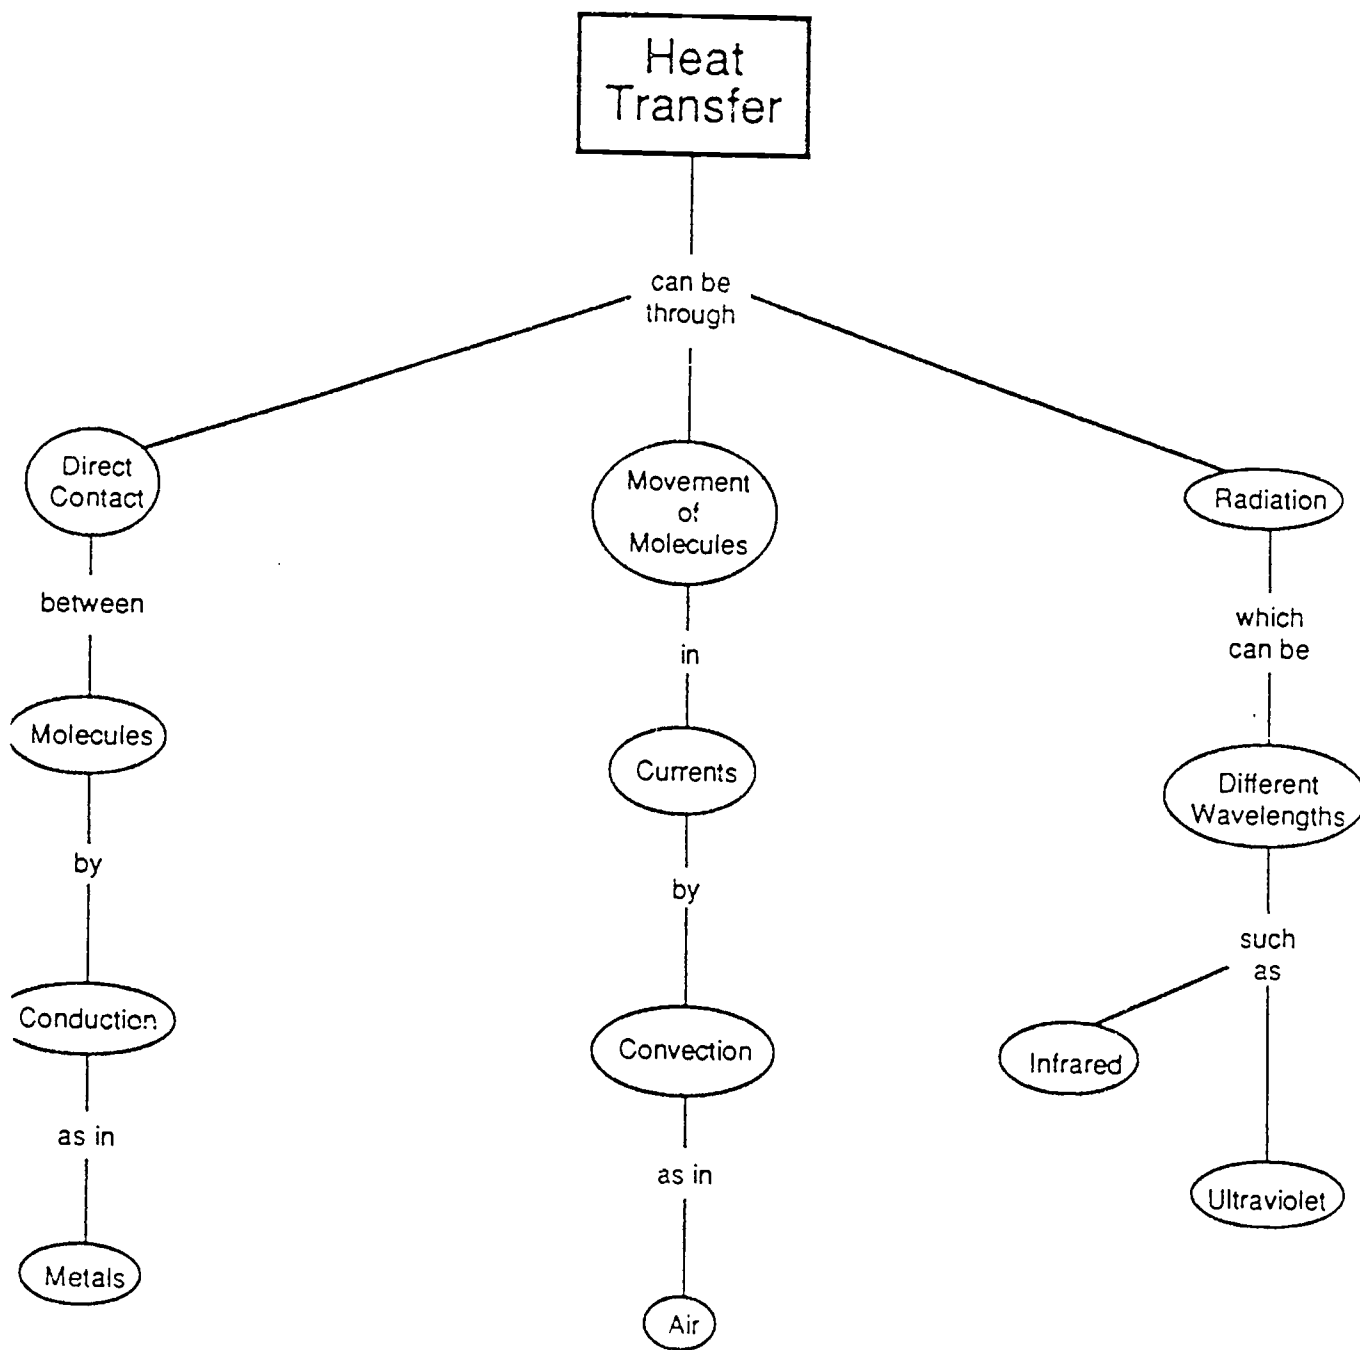 Heat
Transfer
can be
through
Direct
Contact
between
Molecules
by
Conduction
as in
Metals
Movement
of
Molecules
in
Currents
by
Convection
as in
Air
Radiation
which
can be
Different
Wavelengths
such
as
Infrared
Ultraviolet